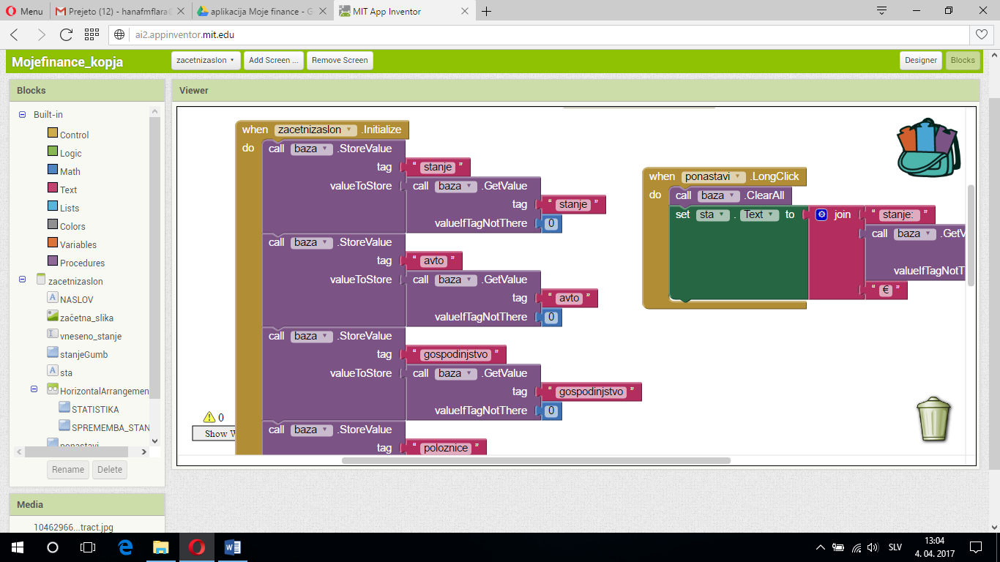 Menu
Prejeto (12) - hanafmflara
aplikacija Moje finance - G
MIT App Inventor
ai2.appinventor.mit.edu
Mojefinance_kopja
zacetnizaslon
Add Screen ...
Remove Screen
Designer
Blocks
Blocks
Viewer
Built-in
Control
Logic
Math
Text
Lists
Colors
Variables
Procedures
zacetnizaslon
NASLOV
začetna_slika
vneseno_stanje
stanjeGumb
sta
HorizontalArrangemen
STATISTIKA
SPREMEMBA_STAN
ponastavi
Rename
Delete
Media
10462966...tract.jpg
when zacetnizaslon .Initialize
do call baza .StoreValue
tag “ stanje ”
valueToStore call baza .GetValue
tag “ stanje ”
valueIfTagNotThere 0
call baza .StoreValue
tag “ avto ”
valueToStore call baza .GetValue
tag “ avto ”
valueIfTagNotThere 0
call baza .StoreValue
tag “ gospodinjstvo ”
valueToStore call baza .GetValue
tag “ gospodinjstvo ”
valueIfTagNotThere 0
call baza .StoreValue
tag “ poloznice ”
0
Show W
when ponastavi .LongClick
do call baza .ClearAll
set sta . Text to join “ stanje: ”
call baza .GetV
valueIfTagNotT
“ € ”
SLV
13:04
4. 04. 2017